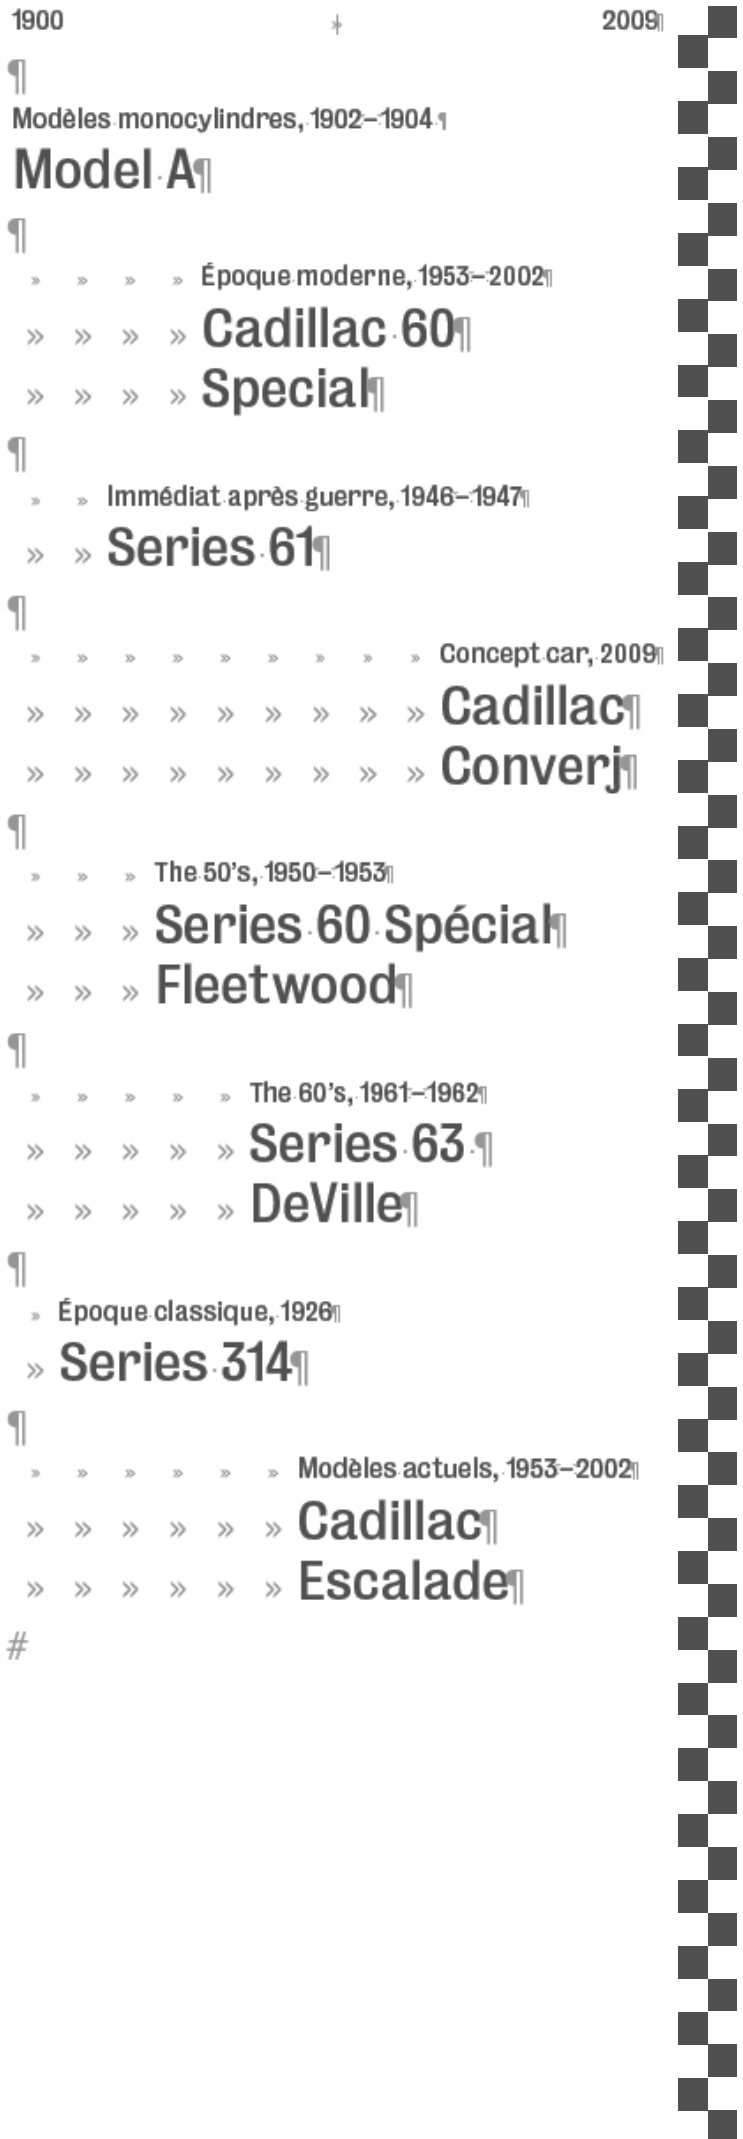 1900 2009
Modèles monocylindres, 1902–1904
Model A
Époque moderne, 1953–2002
Cadillac 60
Special
Immédiat après guerre, 1946–1947
Series 61
Concept car, 2009
Cadillac
Converj
The 50’s, 1950–1953
Series 60 Spécial
Fleetwood
The 60’s, 1961–1962
Series 63
DeVille
Époque classique, 1926
Series 314
Modèles actuels, 1953–2002
Cadillac
Escalade
#